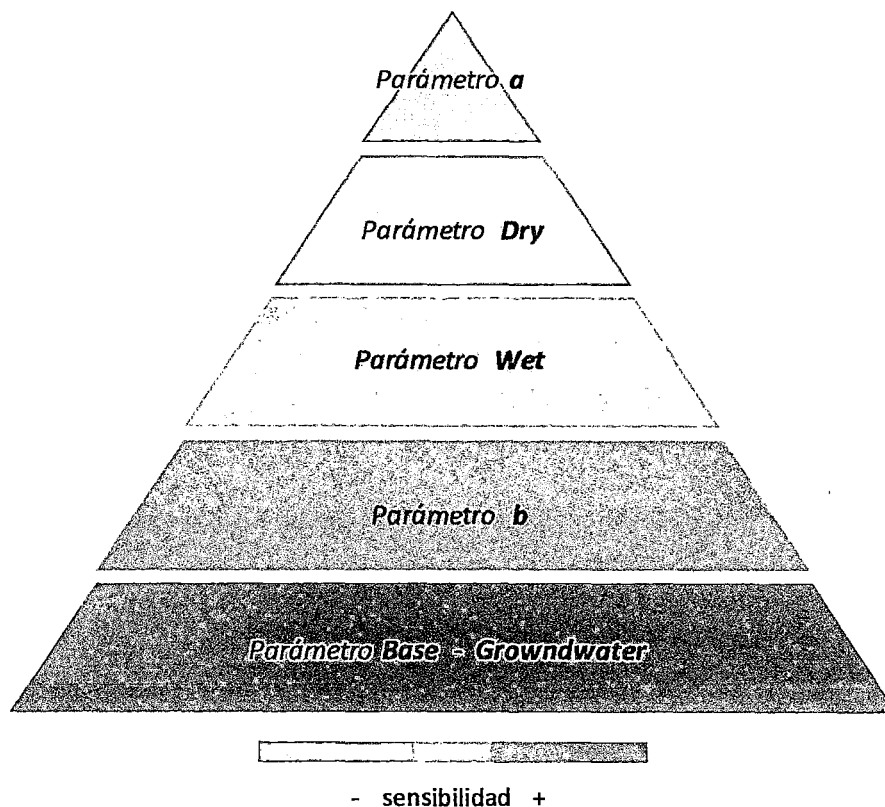 Parámetro a
Parámetro Dry
Parámetro Wet
Parámetro b
Parámetro Base - Growndwater
- sensibilidad +